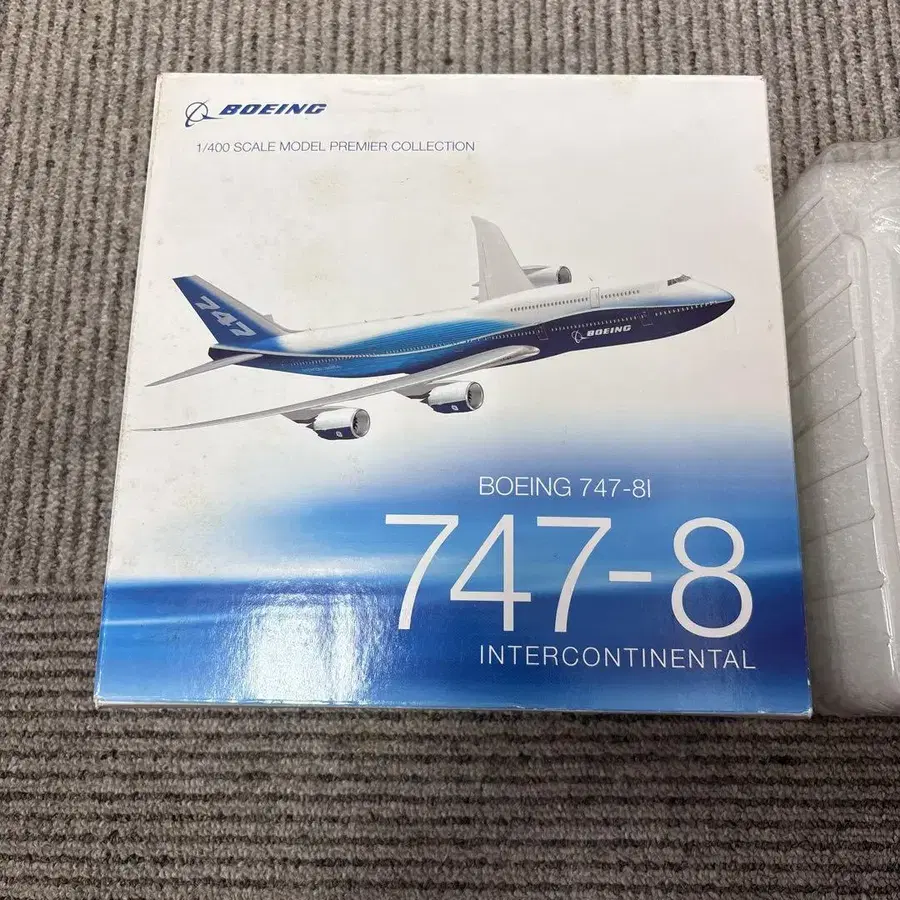 BOEING
1/400 SCALE MODEL PREMIER COLLECTION
747
BOEING
BOEING 747-8I
747-8
INTERCONTINENTAL